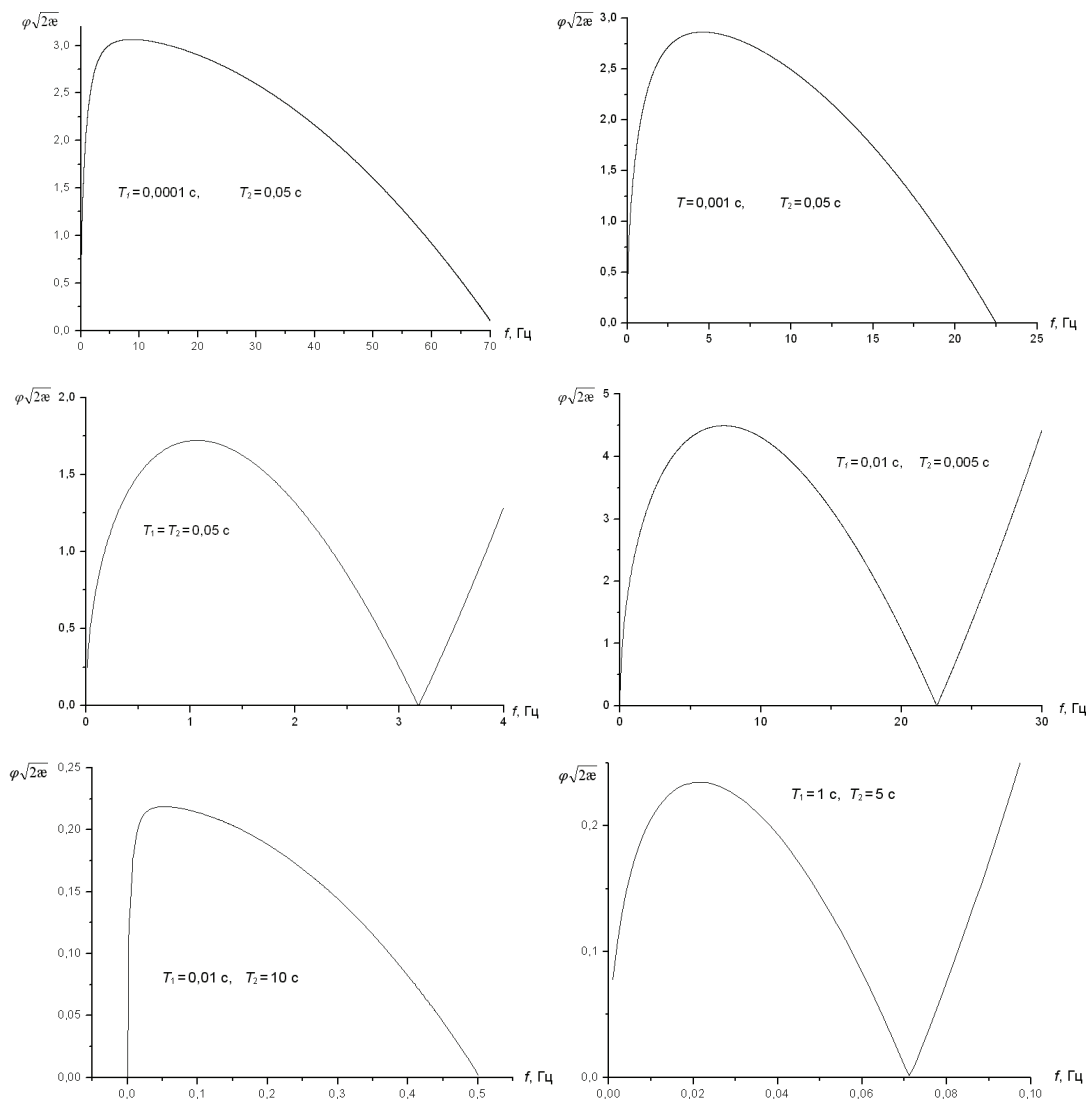 φ√2æ
3,0
2,5
2,0
1,5
1,0
0,5
0,0
T₁ = 0,0001 с, T₂ = 0,05 с
0 10 20 30 40 50 60 70
f, Гц
φ√2æ
3,0
2,5
2,0
1,5
1,0
0,5
0,0
T = 0,001 с, T₂ = 0,05 с
0 5 10 15 20 25
f, Гц
φ√2æ
2,0
1,5
1,0
0,5
0,0
T₁ = T₂ = 0,05 с
0 1 2 3 4
f, Гц
φ√2æ
5
4
3
2
1
0
T₁ = 0,01 с, T₂ = 0,005 с
0 10 20 30
f, Гц
φ√2æ
0,25
0,20
0,15
0,10
0,05
0,00
T₁ = 0,01 с, T₂ = 10 с
0,0 0,1 0,2 0,3 0,4 0,5
f, Гц
φ√2æ
0,2
0,1
0,0
T₁ = 1 с, T₂ = 5 с
0,00 0,02 0,04 0,06 0,08 0,10
f, Гц